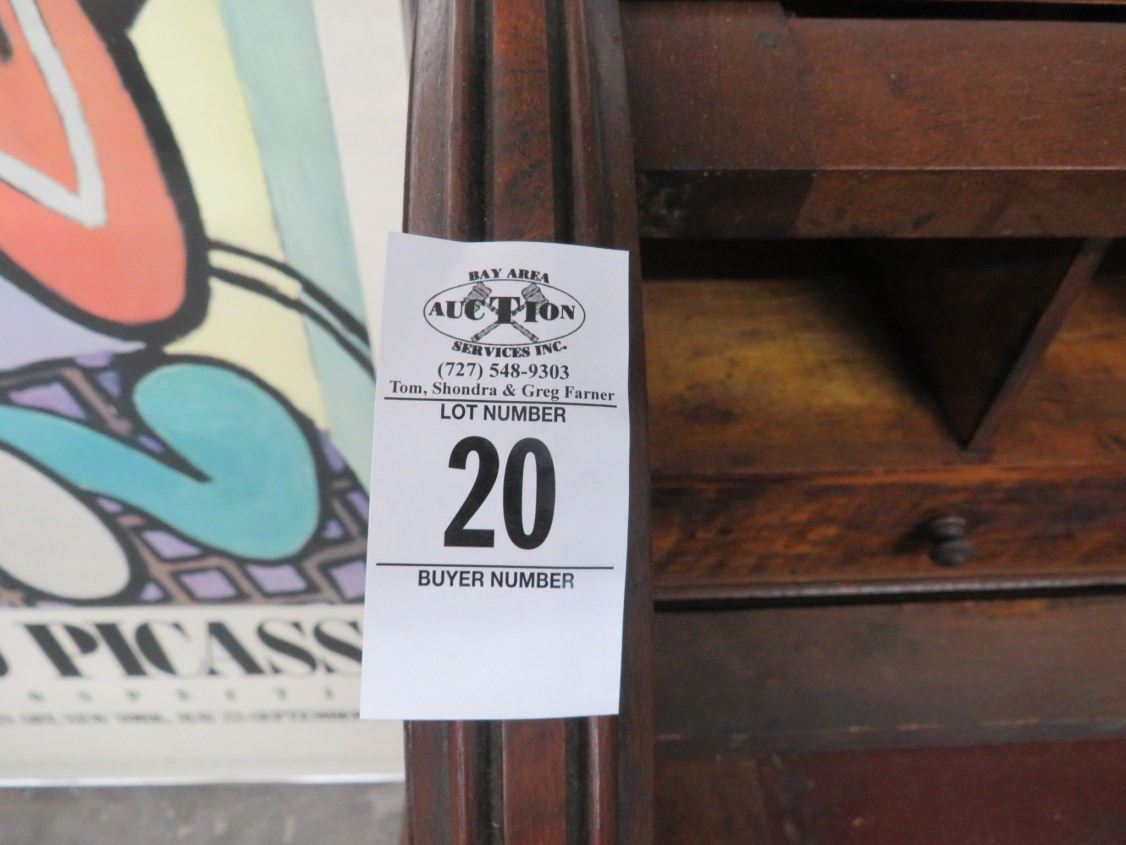 BAY AREA
AUCTION
SERVICES INC.
(727) 548-9303
Tom, Shondra & Greg Farner
LOT NUMBER
20
BUYER NUMBER
PICASS